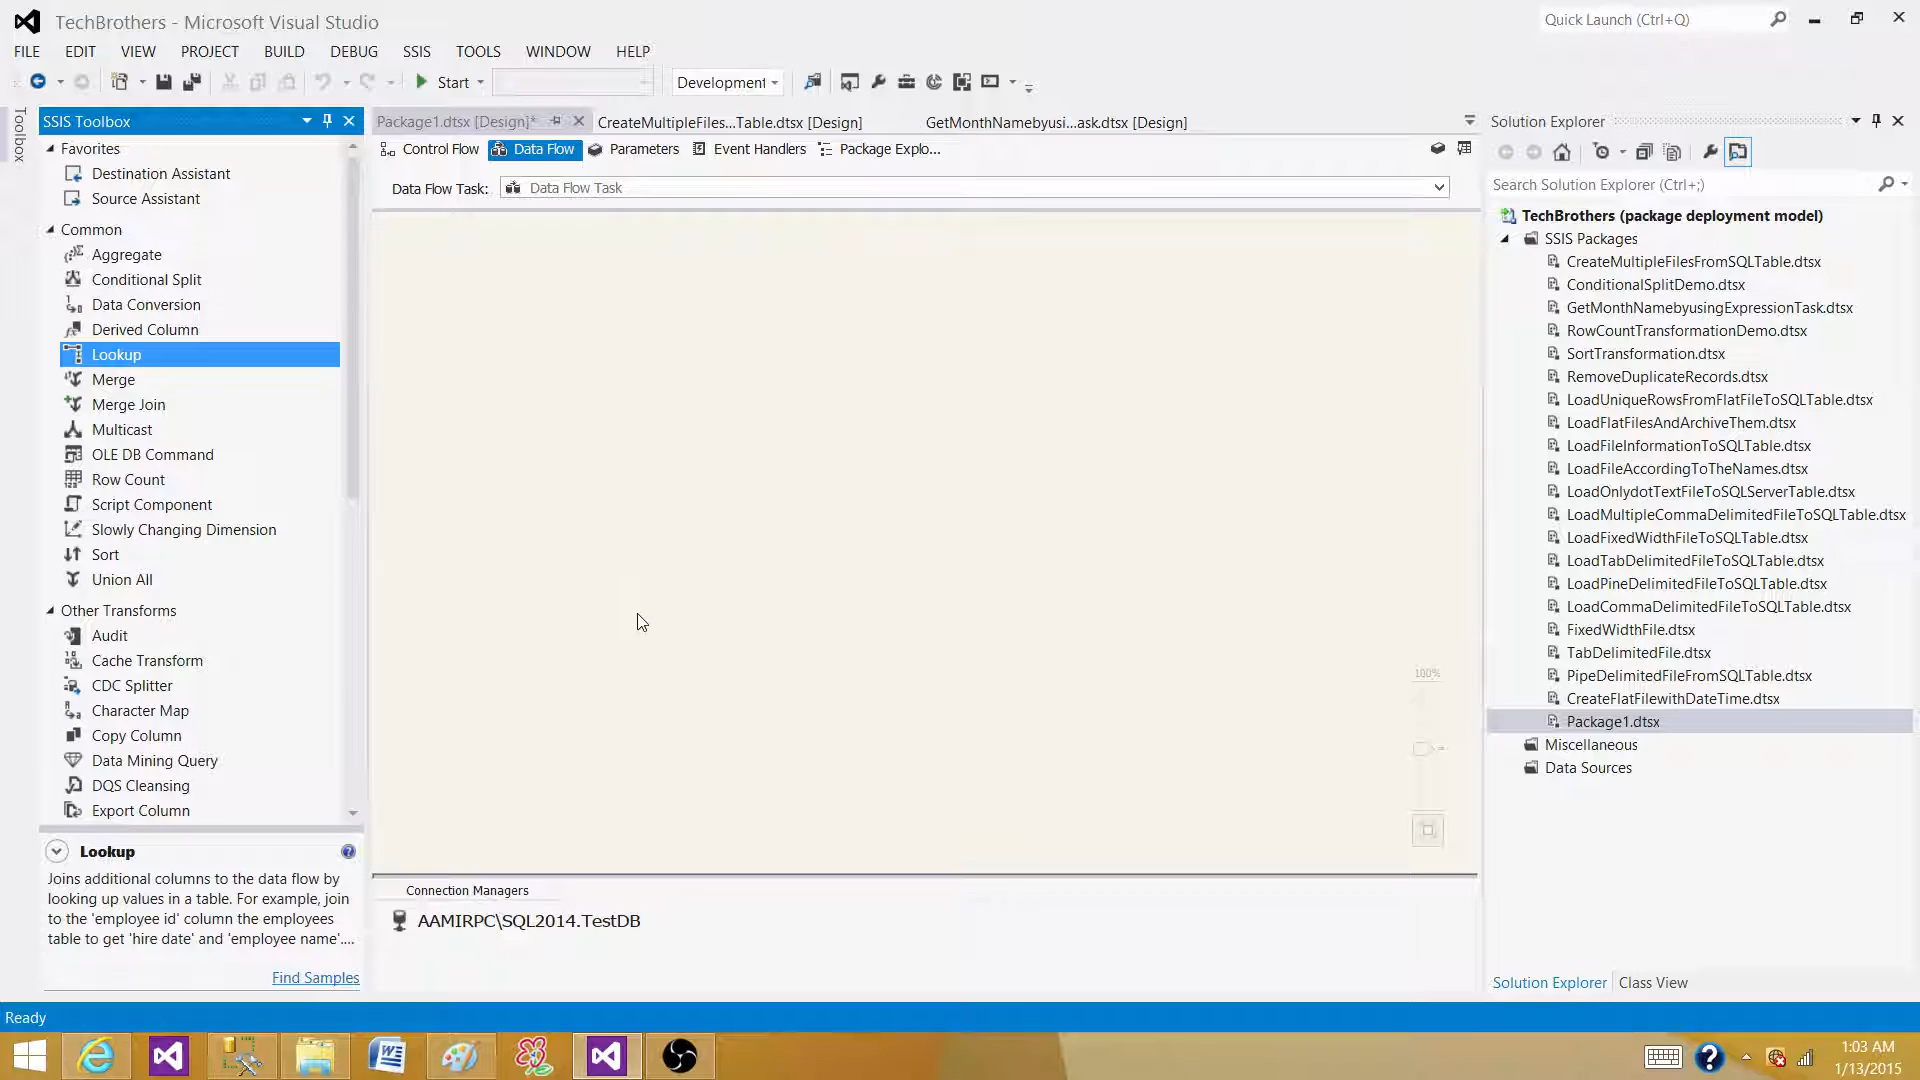 TechBrothers - Microsoft Visual Studio
Quick Launch (Ctrl+Q)
FILE EDIT VIEW PROJECT BUILD DEBUG SSIS TOOLS WINDOW HELP
Start Development
Toolbox
SSIS Toolbox
Favorites
Destination Assistant
Source Assistant
Common
Aggregate
Conditional Split
Data Conversion
Derived Column
Lookup
Merge
Merge Join
Multicast
OLE DB Command
Row Count
Script Component
Slowly Changing Dimension
Sort
Union All
Other Transforms
Audit
Cache Transform
CDC Splitter
Character Map
Copy Column
Data Mining Query
DQS Cleansing
Export Column
Lookup
Joins additional columns to the data flow by
looking up values in a table. For example, join
to the 'employee id' column the employees
table to get 'hire date' and 'employee name'....
Find Samples
Package1.dtsx [Design]* CreateMultipleFiles...Table.dtsx [Design] GetMonthNamebyusi...ask.dtsx [Design]
Control Flow Data Flow Parameters Event Handlers Package Explo...
Data Flow Task: Data Flow Task
100%
Connection Managers
AAMIRPC\SQL2014.TestDB
Solution Explorer
Search Solution Explorer (Ctrl+;)
TechBrothers (package deployment model)
SSIS Packages
CreateMultipleFilesFromSQLTable.dtsx
ConditionalSplitDemo.dtsx
GetMonthNamebyusingExpressionTask.dtsx
RowCountTransformationDemo.dtsx
SortTransformation.dtsx
RemoveDuplicateRecords.dtsx
LoadUniqueRowsFromFlatFileToSQLTable.dtsx
LoadFlatFilesAndArchiveThem.dtsx
LoadFileInformationToSQLTable.dtsx
LoadFileAccordingToTheNames.dtsx
LoadOnlydotTextFileToSQLServerTable.dtsx
LoadMultipleCommaDelimitedFileToSQLTable.dtsx
LoadFixedWidthFileToSQLTable.dtsx
LoadTabDelimitedFileToSQLTable.dtsx
LoadPineDelimitedFileToSQLTable.dtsx
LoadCommaDelimitedFileToSQLTable.dtsx
FixedWidthFile.dtsx
TabDelimitedFile.dtsx
PipeDelimitedFileFromSQLTable.dtsx
CreateFlatFilewithDateTime.dtsx
Package1.dtsx
Miscellaneous
Data Sources
Solution Explorer Class View
Ready
1:03 AM
1/13/2015